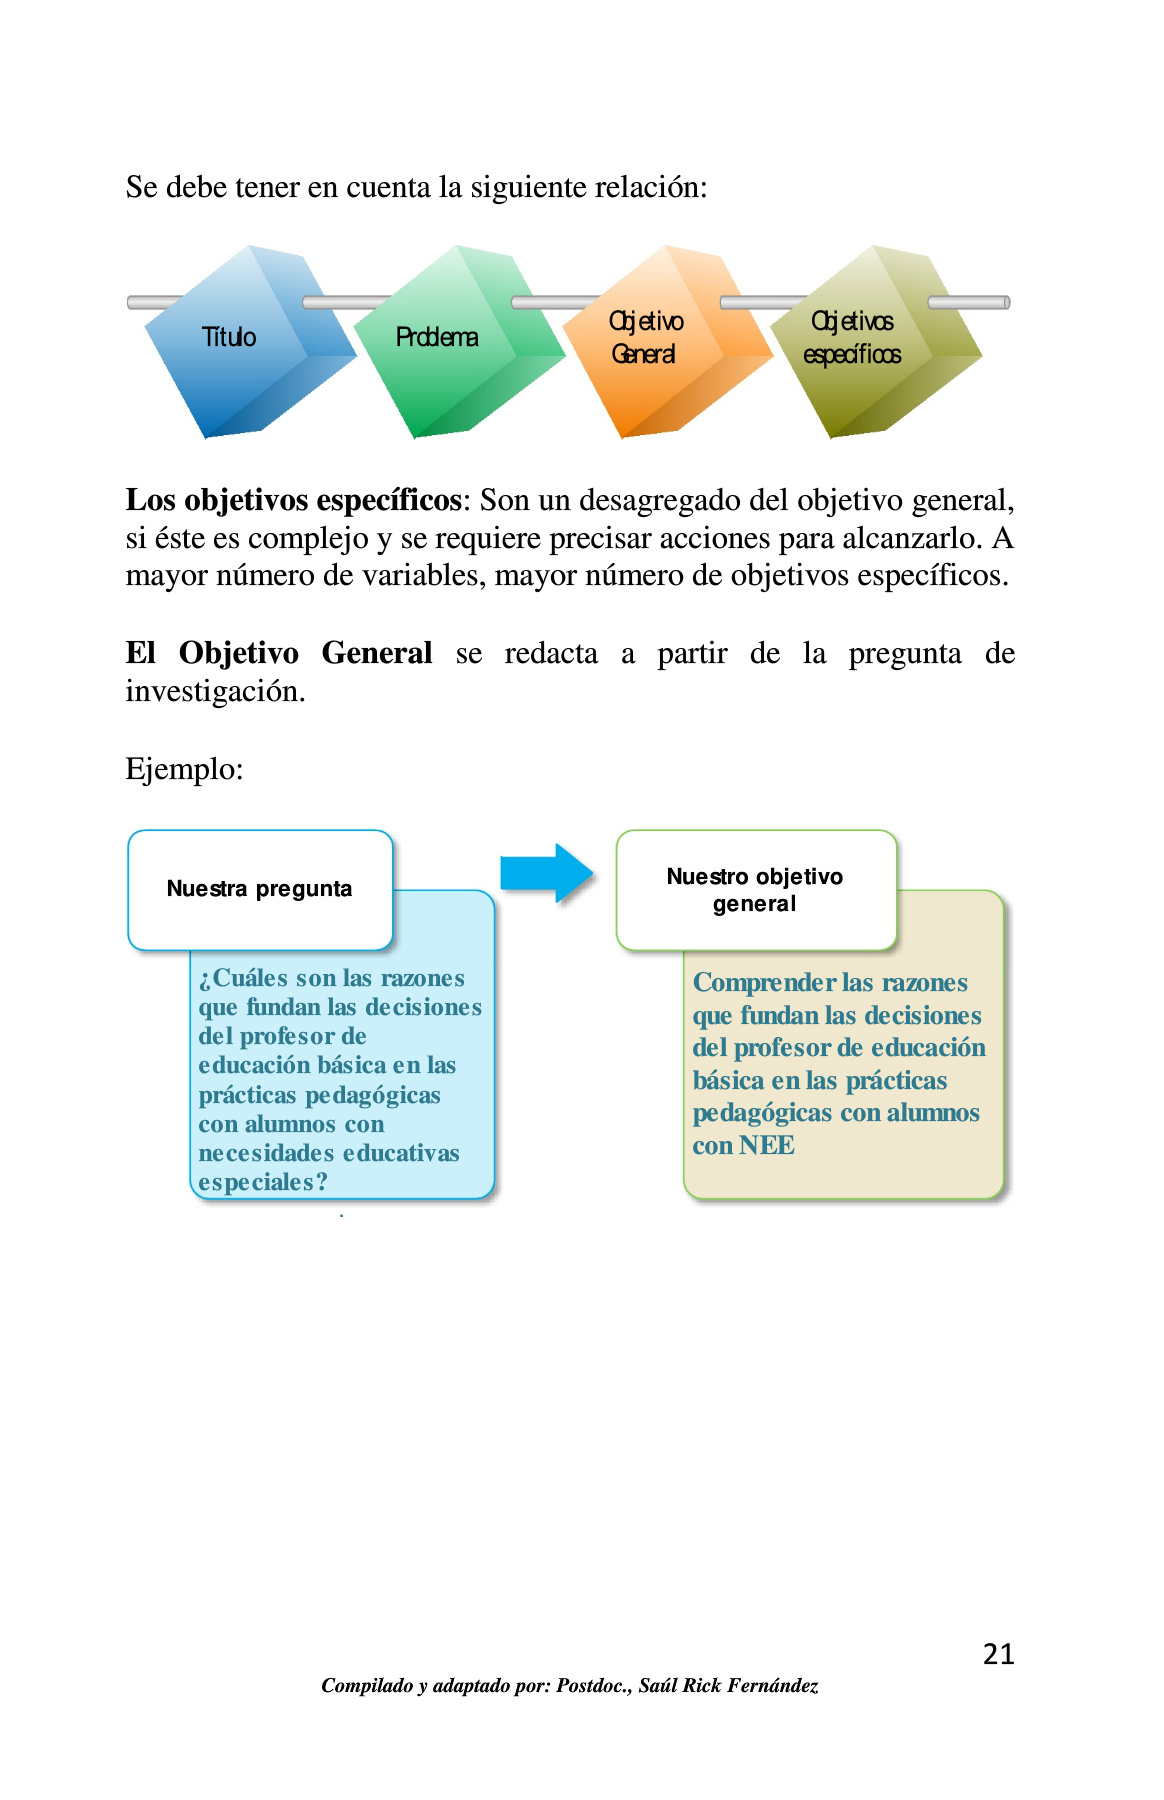 Se debe tener en cuenta la siguiente relación:
Título
Problema
Objetivo
General
Objetivos
específicos
Los objetivos específicos: Son un desagregado del objetivo general,
si éste es complejo y se requiere precisar acciones para alcanzarlo. A
mayor número de variables, mayor número de objetivos específicos.
El Objetivo General se redacta a partir de la pregunta de
investigación.
Ejemplo:
Nuestra pregunta
¿Cuáles son las razones
que fundan las decisiones
del profesor de
educación básica en las
prácticas pedagógicas
con alumnos con
necesidades educativas
especiales?
.
Nuestro objetivo
general
Comprender las razones
que fundan las decisiones
del profesor de educación
básica en las prácticas
pedagógicas con alumnos
con NEE
21
Compilado y adaptado por: Postdoc., Saúl Rick Fernández